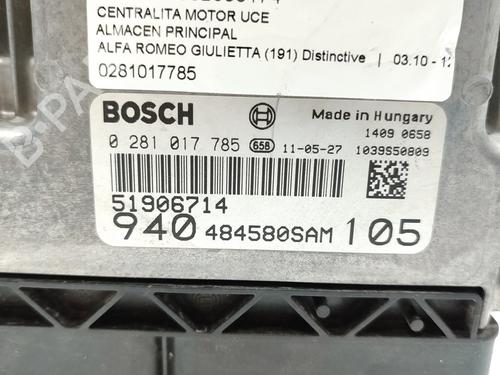 CENTRALITA MOTOR UCE
ALMACEN PRINCIPAL
ALFA ROMEO GIULIETTA (191) Distinctive | 03.10 - 12
0281017785
BOSCH
Made in Hungary
1409 0658
0 281 017 785 658 11-05-27 1039S50809
51906714
940 484580SAM 105